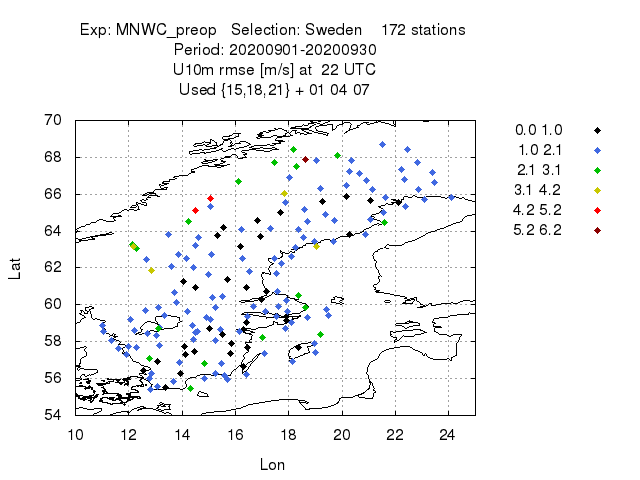 Exp: MNWC_preop   Selection: Sweden    172 stations
Period: 20200901-20200930
U10m rmse [m/s] at  22 UTC
Used {15,18,21} + 01 04 07
70
68
66
64
62
60
58
56
54
Lat
10 12 14 16 18 20 22 24
Lon
0.0 1.0
1.0 2.1
2.1 3.1
3.1 4.2
4.2 5.2
5.2 6.2